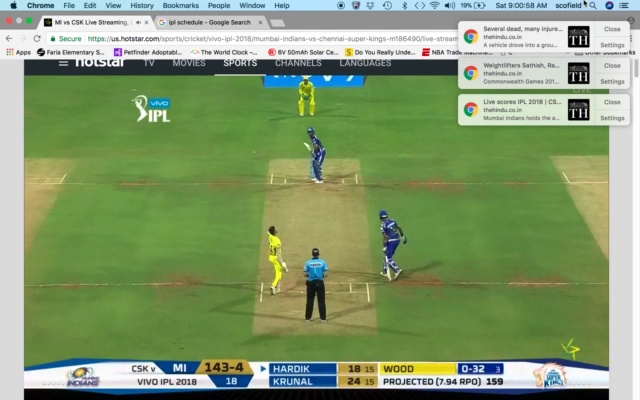 Chrome File Edit View History Bookmarks People Window Help 19% Sat 9:00:58 AM scofield
MI vs CSK Live Streaming,
ipl schedule - Google Search
Secure https://us.hotstar.com/sports/cricket/vivo-ipl-2018/mumbai-indians-vs-chennai-super-kings-m186490/live-stream
Apps Faria Elementary S... Petfinder Adoptabl... 6V 50mAh Solar Ce... Do You Really Unde... NBA Trade Machine... Other Bookmarks
Several dead, many injure...
thehindu.co.in
A vehicle drove into a grou...
TH
Close
Settings
Weightlifters Sathish, Ra...
thehindu.co.in
Commonwealth Games 201...
TH
Close
Settings
Live scores IPL 2018 | CS...
thehindu.co.in
Mumbai Indians holds the a...
TH
Close
Settings
hotstar TV MOVIES SPORTS CHANNELS LANGUAGES
VIVO
IPL
CSK v MI 143-4 HARDIK 18 15 WOOD 0-32 3
VIVO IPL 2018 18 KRUNAL 24 15 PROJECTED (7.94 RPO) 159
INDIANS
SUPER KINGS